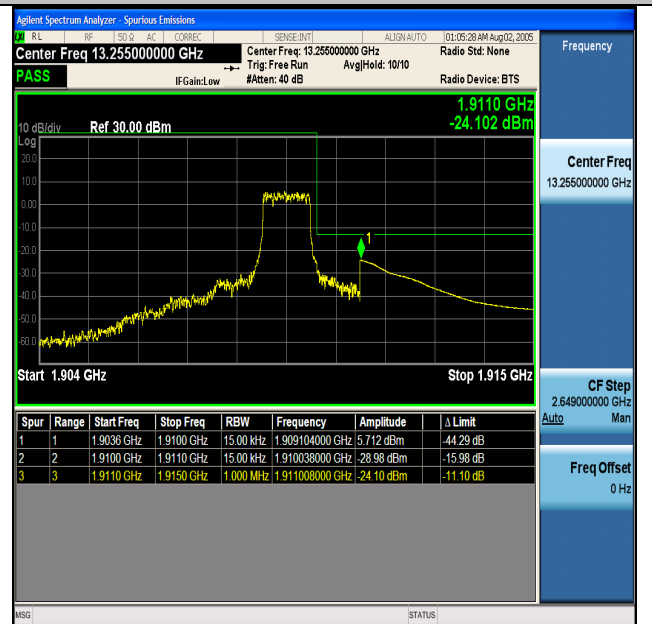 Agilent Spectrum Analyzer - Spurious Emissions
LXI RL RF 50 Ω AC CORREC SENSE:INT ALIGN AUTO 01:05:28 AM Aug 02, 2005
Center Freq 13.255000000 GHz
PASS
IFGain:Low
Center Freq: 13.255000000 GHz
Trig: Free Run Avg|Hold: 10/10
#Atten: 40 dB
Radio Std: None
Radio Device: BTS
Frequency
1.9110 GHz
-24.102 dBm
10 dB/div Ref 30.00 dBm
Log
20.0
10.0
0.00
-10.0
-20.0
-30.0
-40.0
-50.0
-60.0
1
Start 1.904 GHz Stop 1.915 GHz
Center Freq
13.255000000 GHz
CF Step
2.649000000 GHz
Auto Man
Freq Offset
0 Hz
Spur Range Start Freq Stop Freq RBW Frequency Amplitude Δ Limit
1 1 1.9036 GHz 1.9100 GHz 15.00 kHz 1.909104000 GHz 5.712 dBm -44.29 dB
2 2 1.9100 GHz 1.9110 GHz 15.00 kHz 1.910038000 GHz -28.98 dBm -15.98 dB
3 3 1.9110 GHz 1.9150 GHz 1.000 MHz 1.911008000 GHz -24.10 dBm -11.10 dB
MSG STATUS